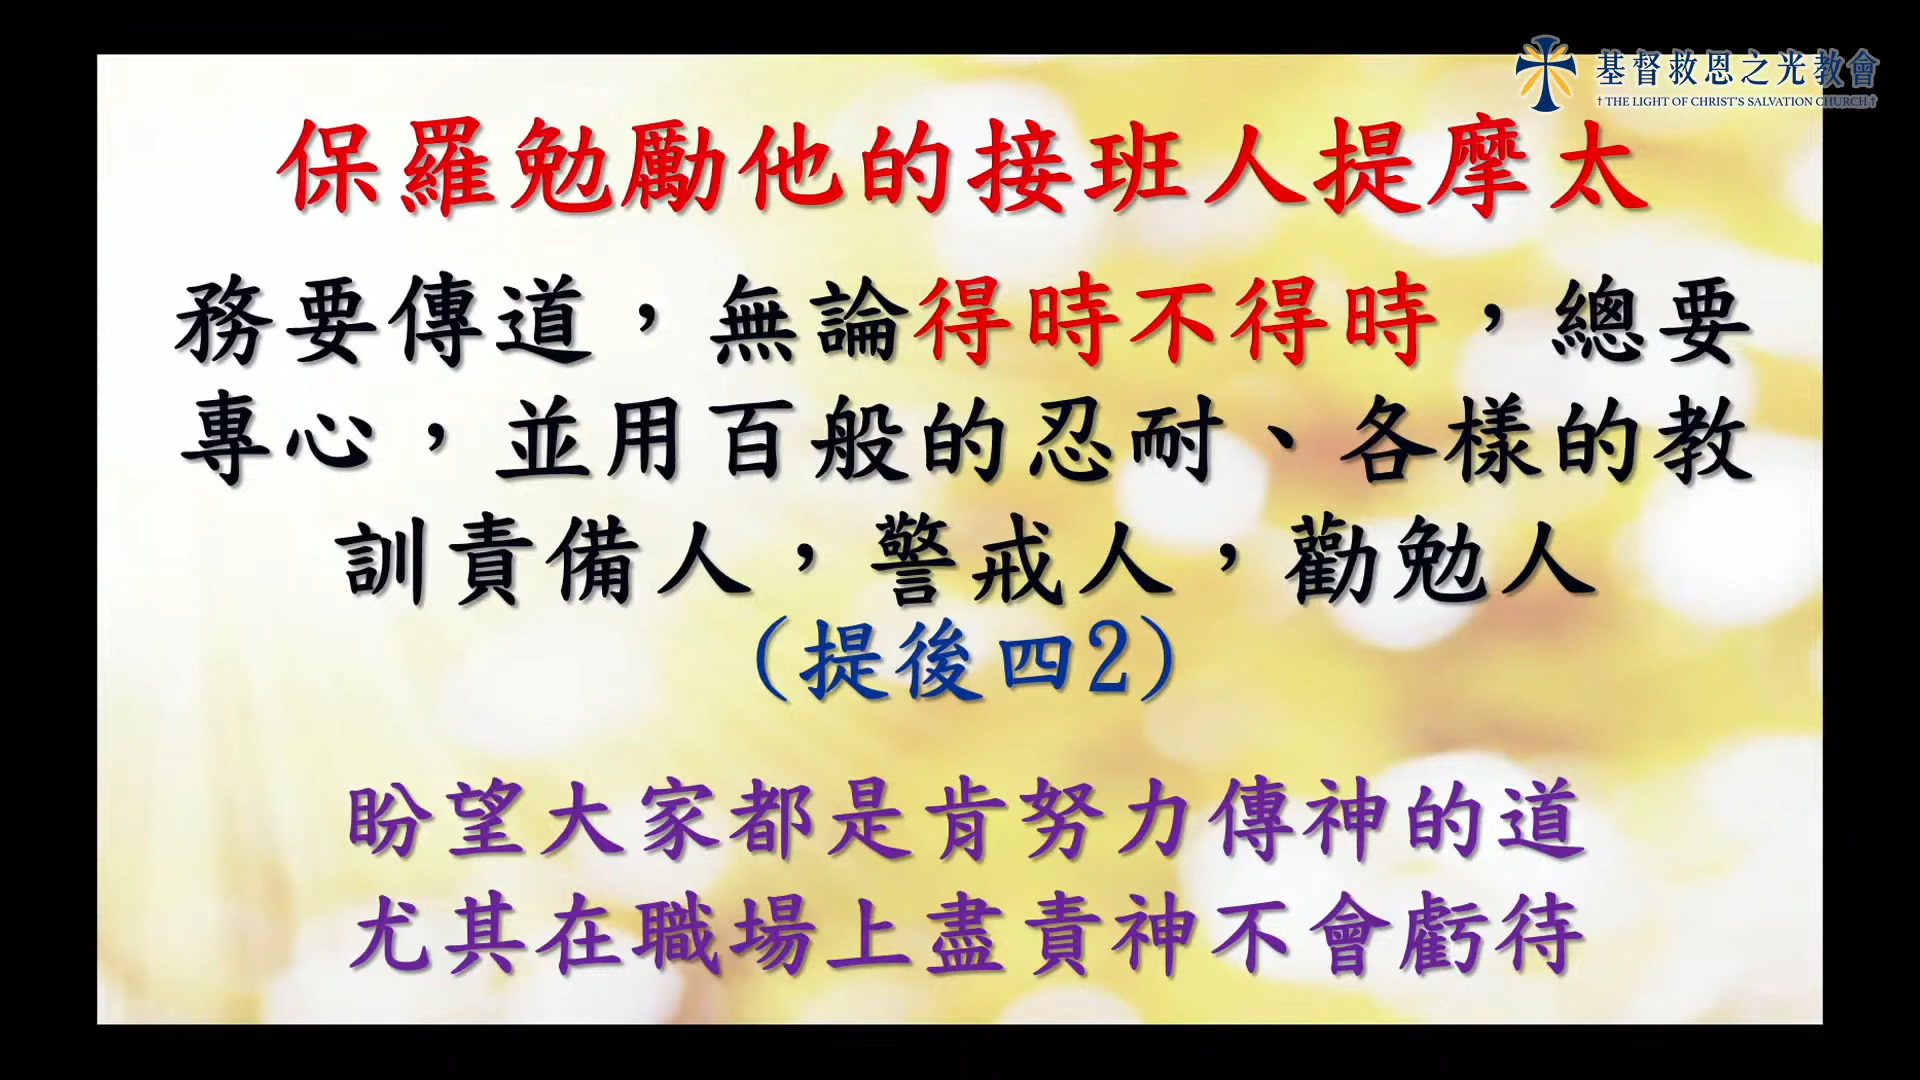 基督救恩之光教會
†THE LIGHT OF CHRIST'S SALVATION CHURCH†
保羅勉勵他的接班人提摩太
務要傳道，無論得時不得時，總要
專心，並用百般的忍耐、各樣的教
訓責備人，警戒人，勸勉人
(提後四2)
盼望大家都是肯努力傳神的道
尤其在職場上盡責神不會虧待